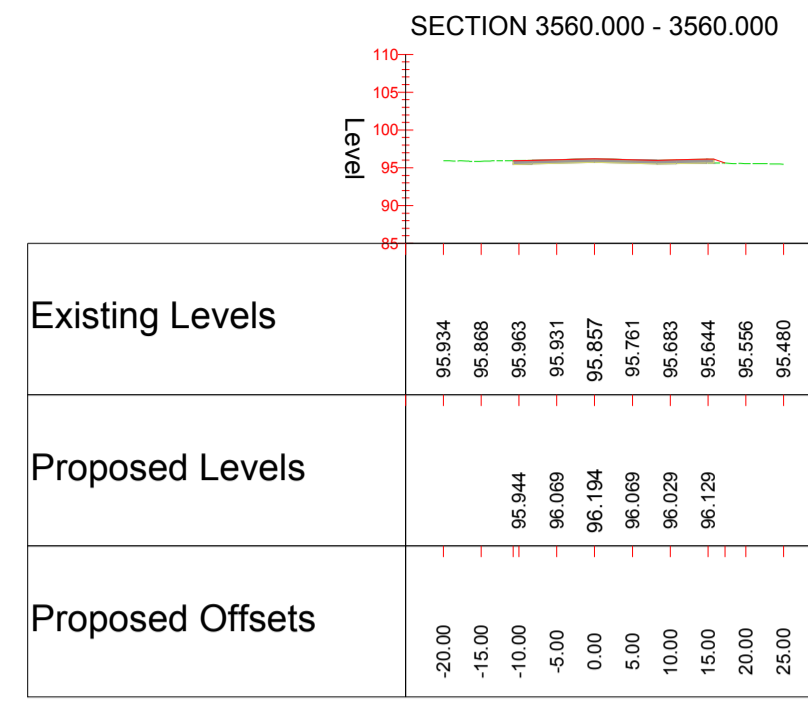 SECTION 3560.000 - 3560.000
110
105
100
95
90
85
Level
Existing Levels
95.934 95.868 95.963 95.931 95.857 95.761 95.683 95.644 95.556 95.480
Proposed Levels
95.944 96.069 96.194 96.069 96.029 96.129
Proposed Offsets
-20.00 -15.00 -10.00 -5.00 0.00 5.00 10.00 15.00 20.00 25.00